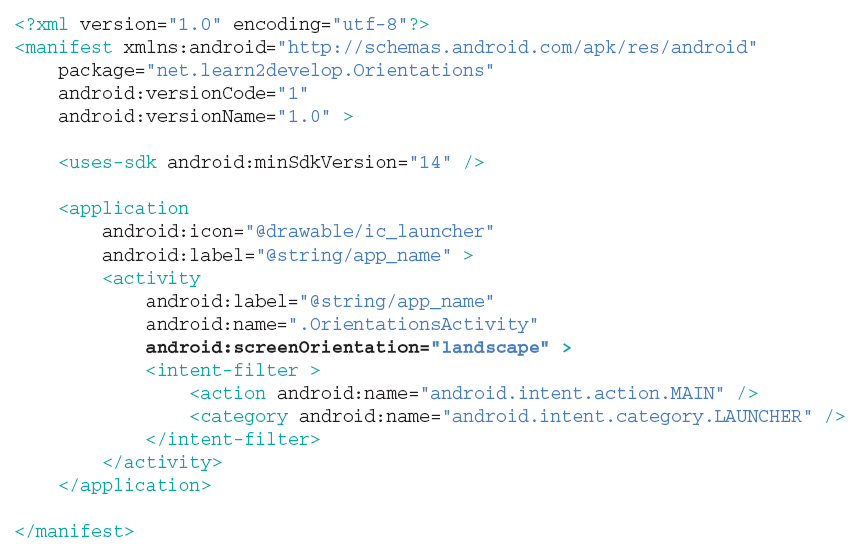 <?xml version="1.0" encoding="utf-8"?>
<manifest xmlns:android="http://schemas.android.com/apk/res/android"
    package="net.learn2develop.Orientations"
    android:versionCode="1"
    android:versionName="1.0" >

    <uses-sdk android:minSdkVersion="14" />

    <application
        android:icon="@drawable/ic_launcher"
        android:label="@string/app_name" >
        <activity
            android:label="@string/app_name"
            android:name=".OrientationsActivity"
            android:screenOrientation="landscape" >
            <intent-filter >
                <action android:name="android.intent.action.MAIN" />
                <category android:name="android.intent.category.LAUNCHER" />
            </intent-filter>
        </activity>
    </application>

</manifest>